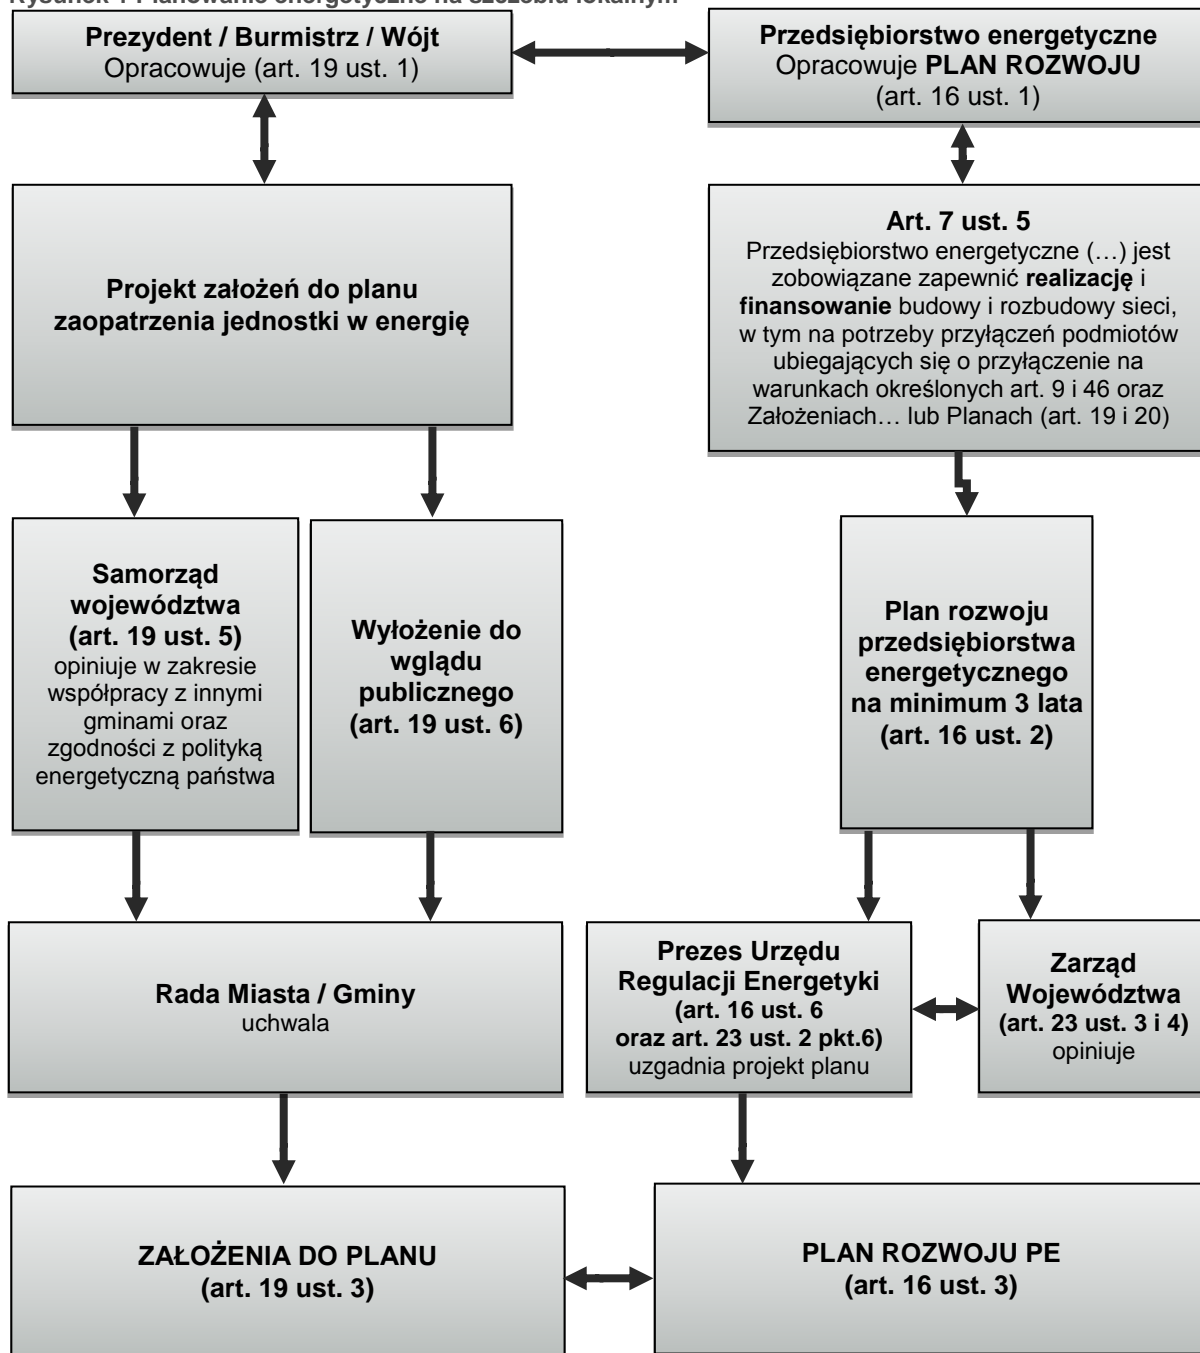 Rysunek 1 Planowanie energetyczne na szczeblu lokalnym
Prezydent / Burmistrz / Wójt
Opracowuje (art. 19 ust. 1)
Przedsiębiorstwo energetyczne
Opracowuje PLAN ROZWOJU
(art. 16 ust. 1)
Projekt założeń do planu
zaopatrzenia jednostki w energię
Art. 7 ust. 5
Przedsiębiorstwo energetyczne (…) jest
zobowiązane zapewnić realizację i
finansowanie budowy i rozbudowy sieci,
w tym na potrzeby przyłączeń podmiotów
ubiegających się o przyłączenie na
warunkach określonych art. 9 i 46 oraz
Założeniach… lub Planach (art. 19 i 20)
Samorząd
województwa
(art. 19 ust. 5)
opiniuje w zakresie
współpracy z innymi
gminami oraz
zgodności z polityką
energetyczną państwa
Wyłożenie do
wglądu
publicznego
(art. 19 ust. 6)
Plan rozwoju
przedsiębiorstwa
energetycznego
na minimum 3 lata
(art. 16 ust. 2)
Rada Miasta / Gminy
uchwala
Prezes Urzędu
Regulacji Energetyki
(art. 16 ust. 6
oraz art. 23 ust. 2 pkt.6)
uzgadnia projekt planu
Zarząd
Województwa
(art. 23 ust. 3 i 4)
opiniuje
ZAŁOŻENIA DO PLANU
(art. 19 ust. 3)
PLAN ROZWOJU PE
(art. 16 ust. 3)